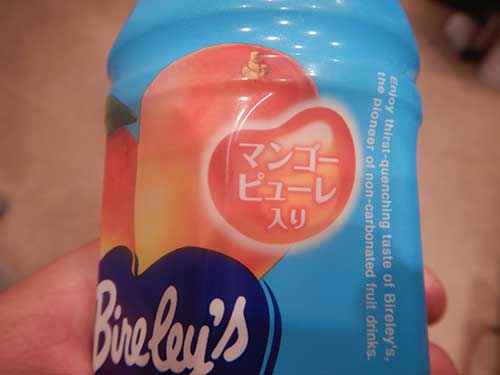 マンゴー
ピューレ
入り
Bireley's
Enjoy thirst-quenching taste of Bireley's,
the pioneer of non-carbonated fruit drinks.